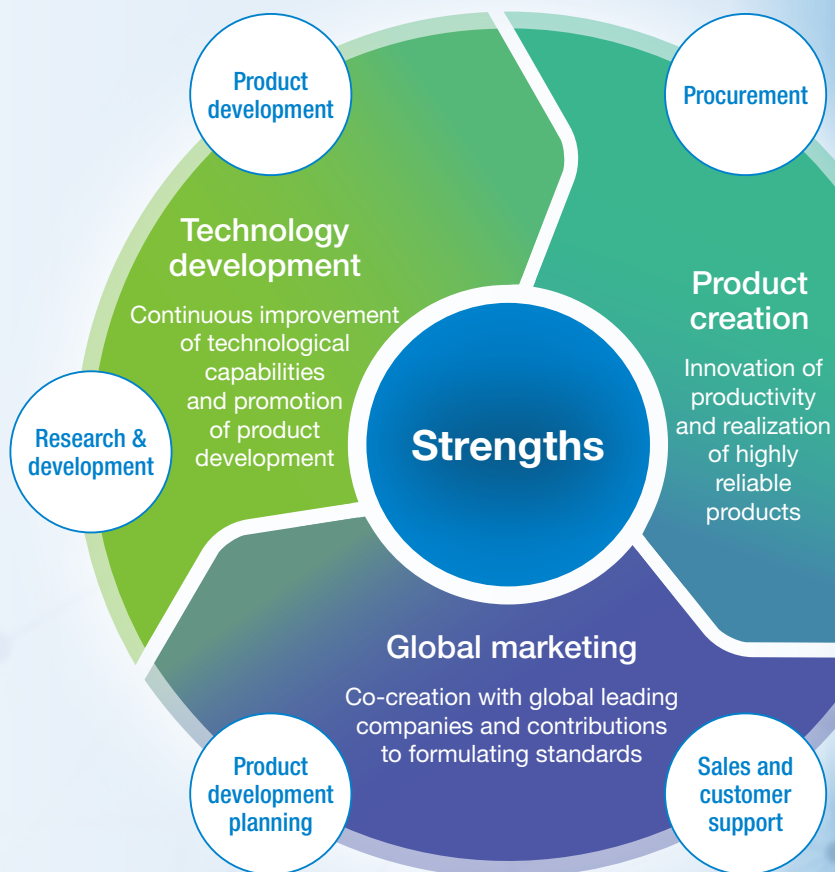 Product
development
Procurement
Technology
development
Continuous improvement
of technological
capabilities
and promotion
of product
development
Product
creation
Innovation of
productivity
and realization
of highly
reliable
products
Research &
development
Strengths
Global marketing
Co-creation with global leading
companies and contributions
to formulating standards
Product
development
planning
Sales and
customer
support